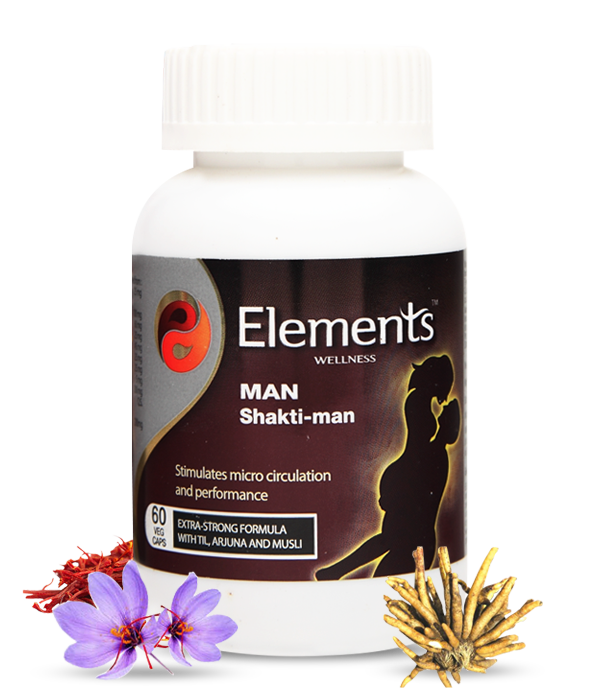 Elements™
WELLNESS
MAN
Shakti-man
Stimulates micro circulation
and performance
60
VEG
CAPS
EXTRA-STRONG FORMULA
WITH TIL, ARJUNA AND MUSLI